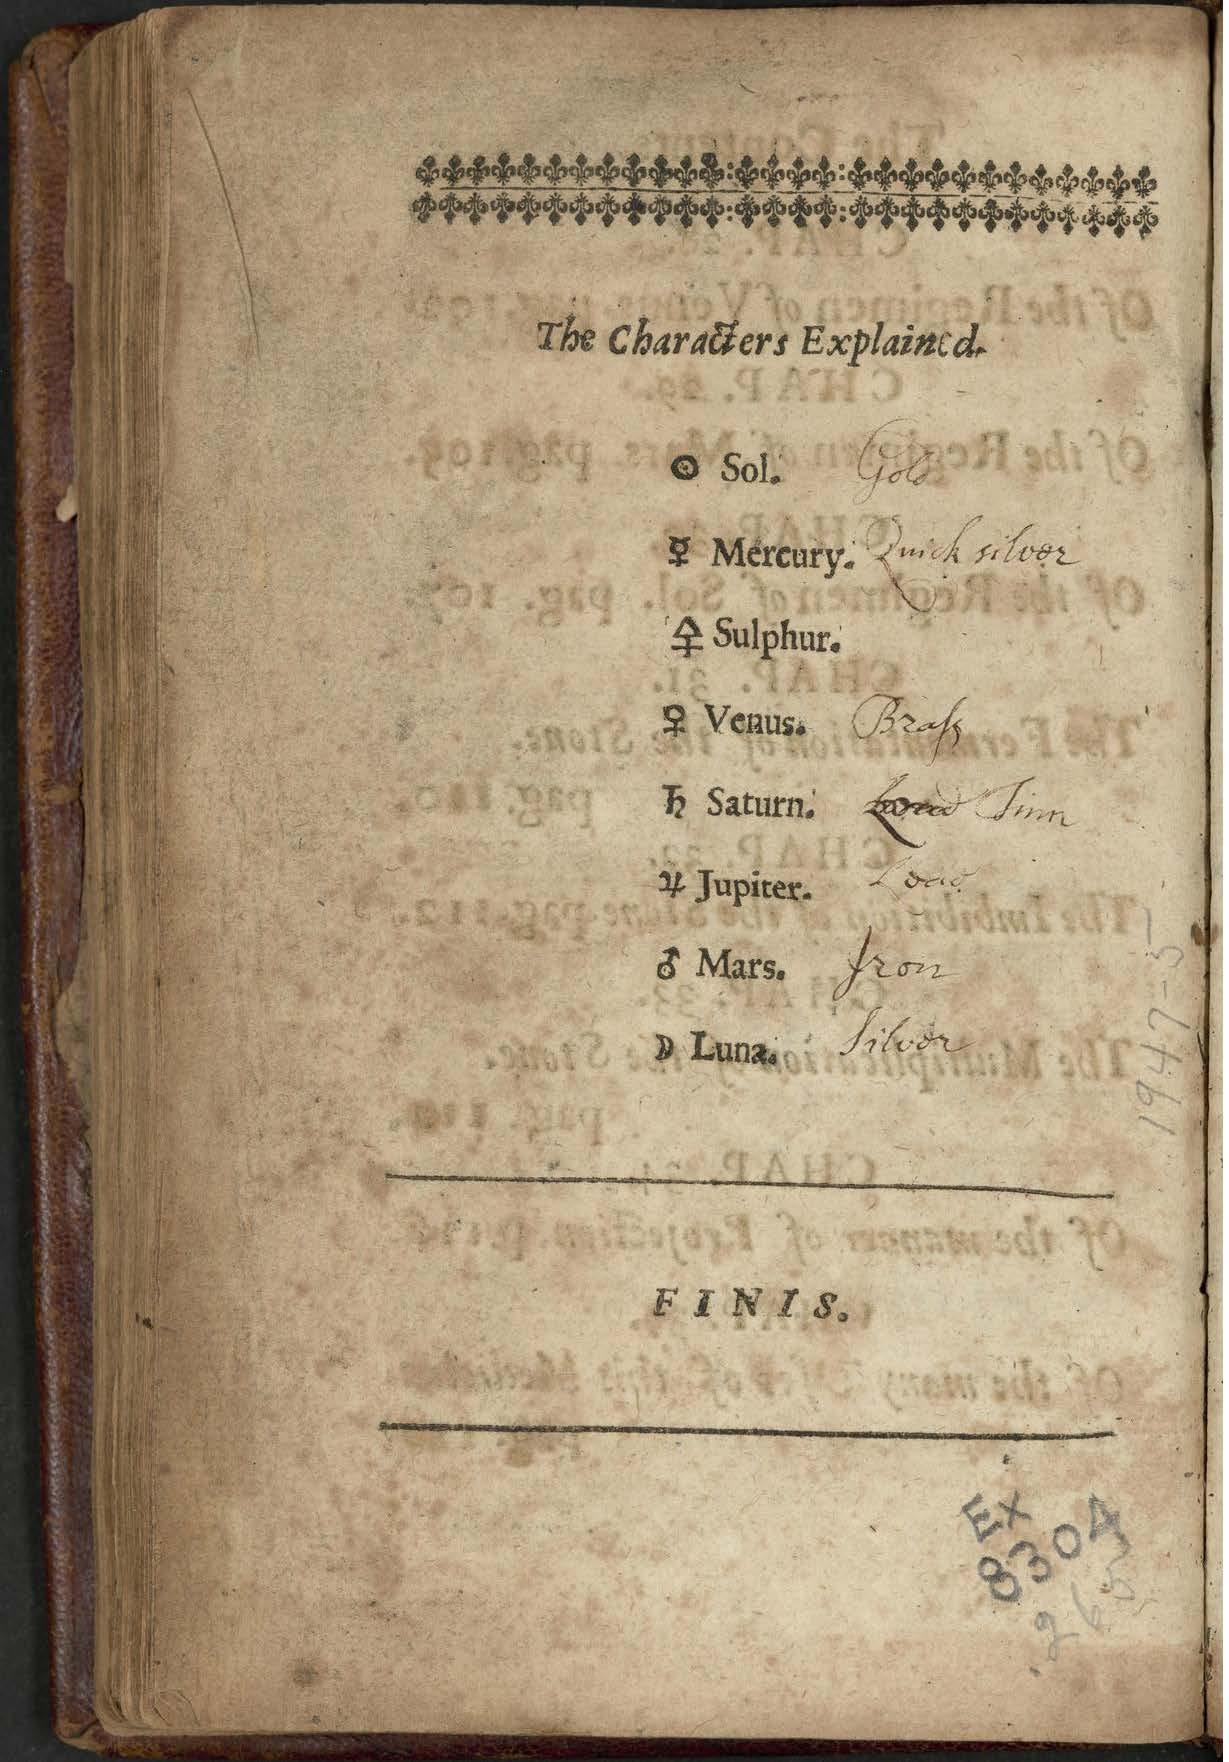 The Characters Explained.
☉ Sol. Gold
☿ Mercury. Quick silver
🜍 Sulphur.
♀ Venus. Braſs
♄ Saturn. Lead Tinn
♃ Jupiter. Lead
♂ Mars. Iron
☽ Luna. Silver
FINIS.
1947-5
Ex
8304
.265